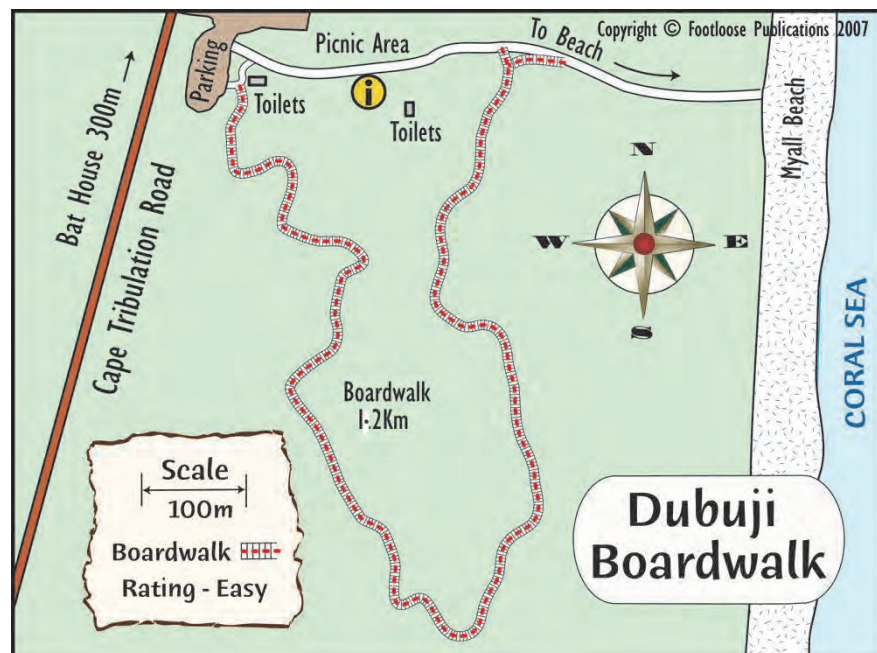 Copyright © Footloose Publications 2007
To Beach
Picnic Area
Parking
Toilets
i
Toilets
Bat House 300m
Cape Tribulation Road
Myall Beach
N
W
E
S
CORAL SEA
Boardwalk
1.2Km
Scale
100m
Boardwalk
Rating - Easy
Dubuji
Boardwalk